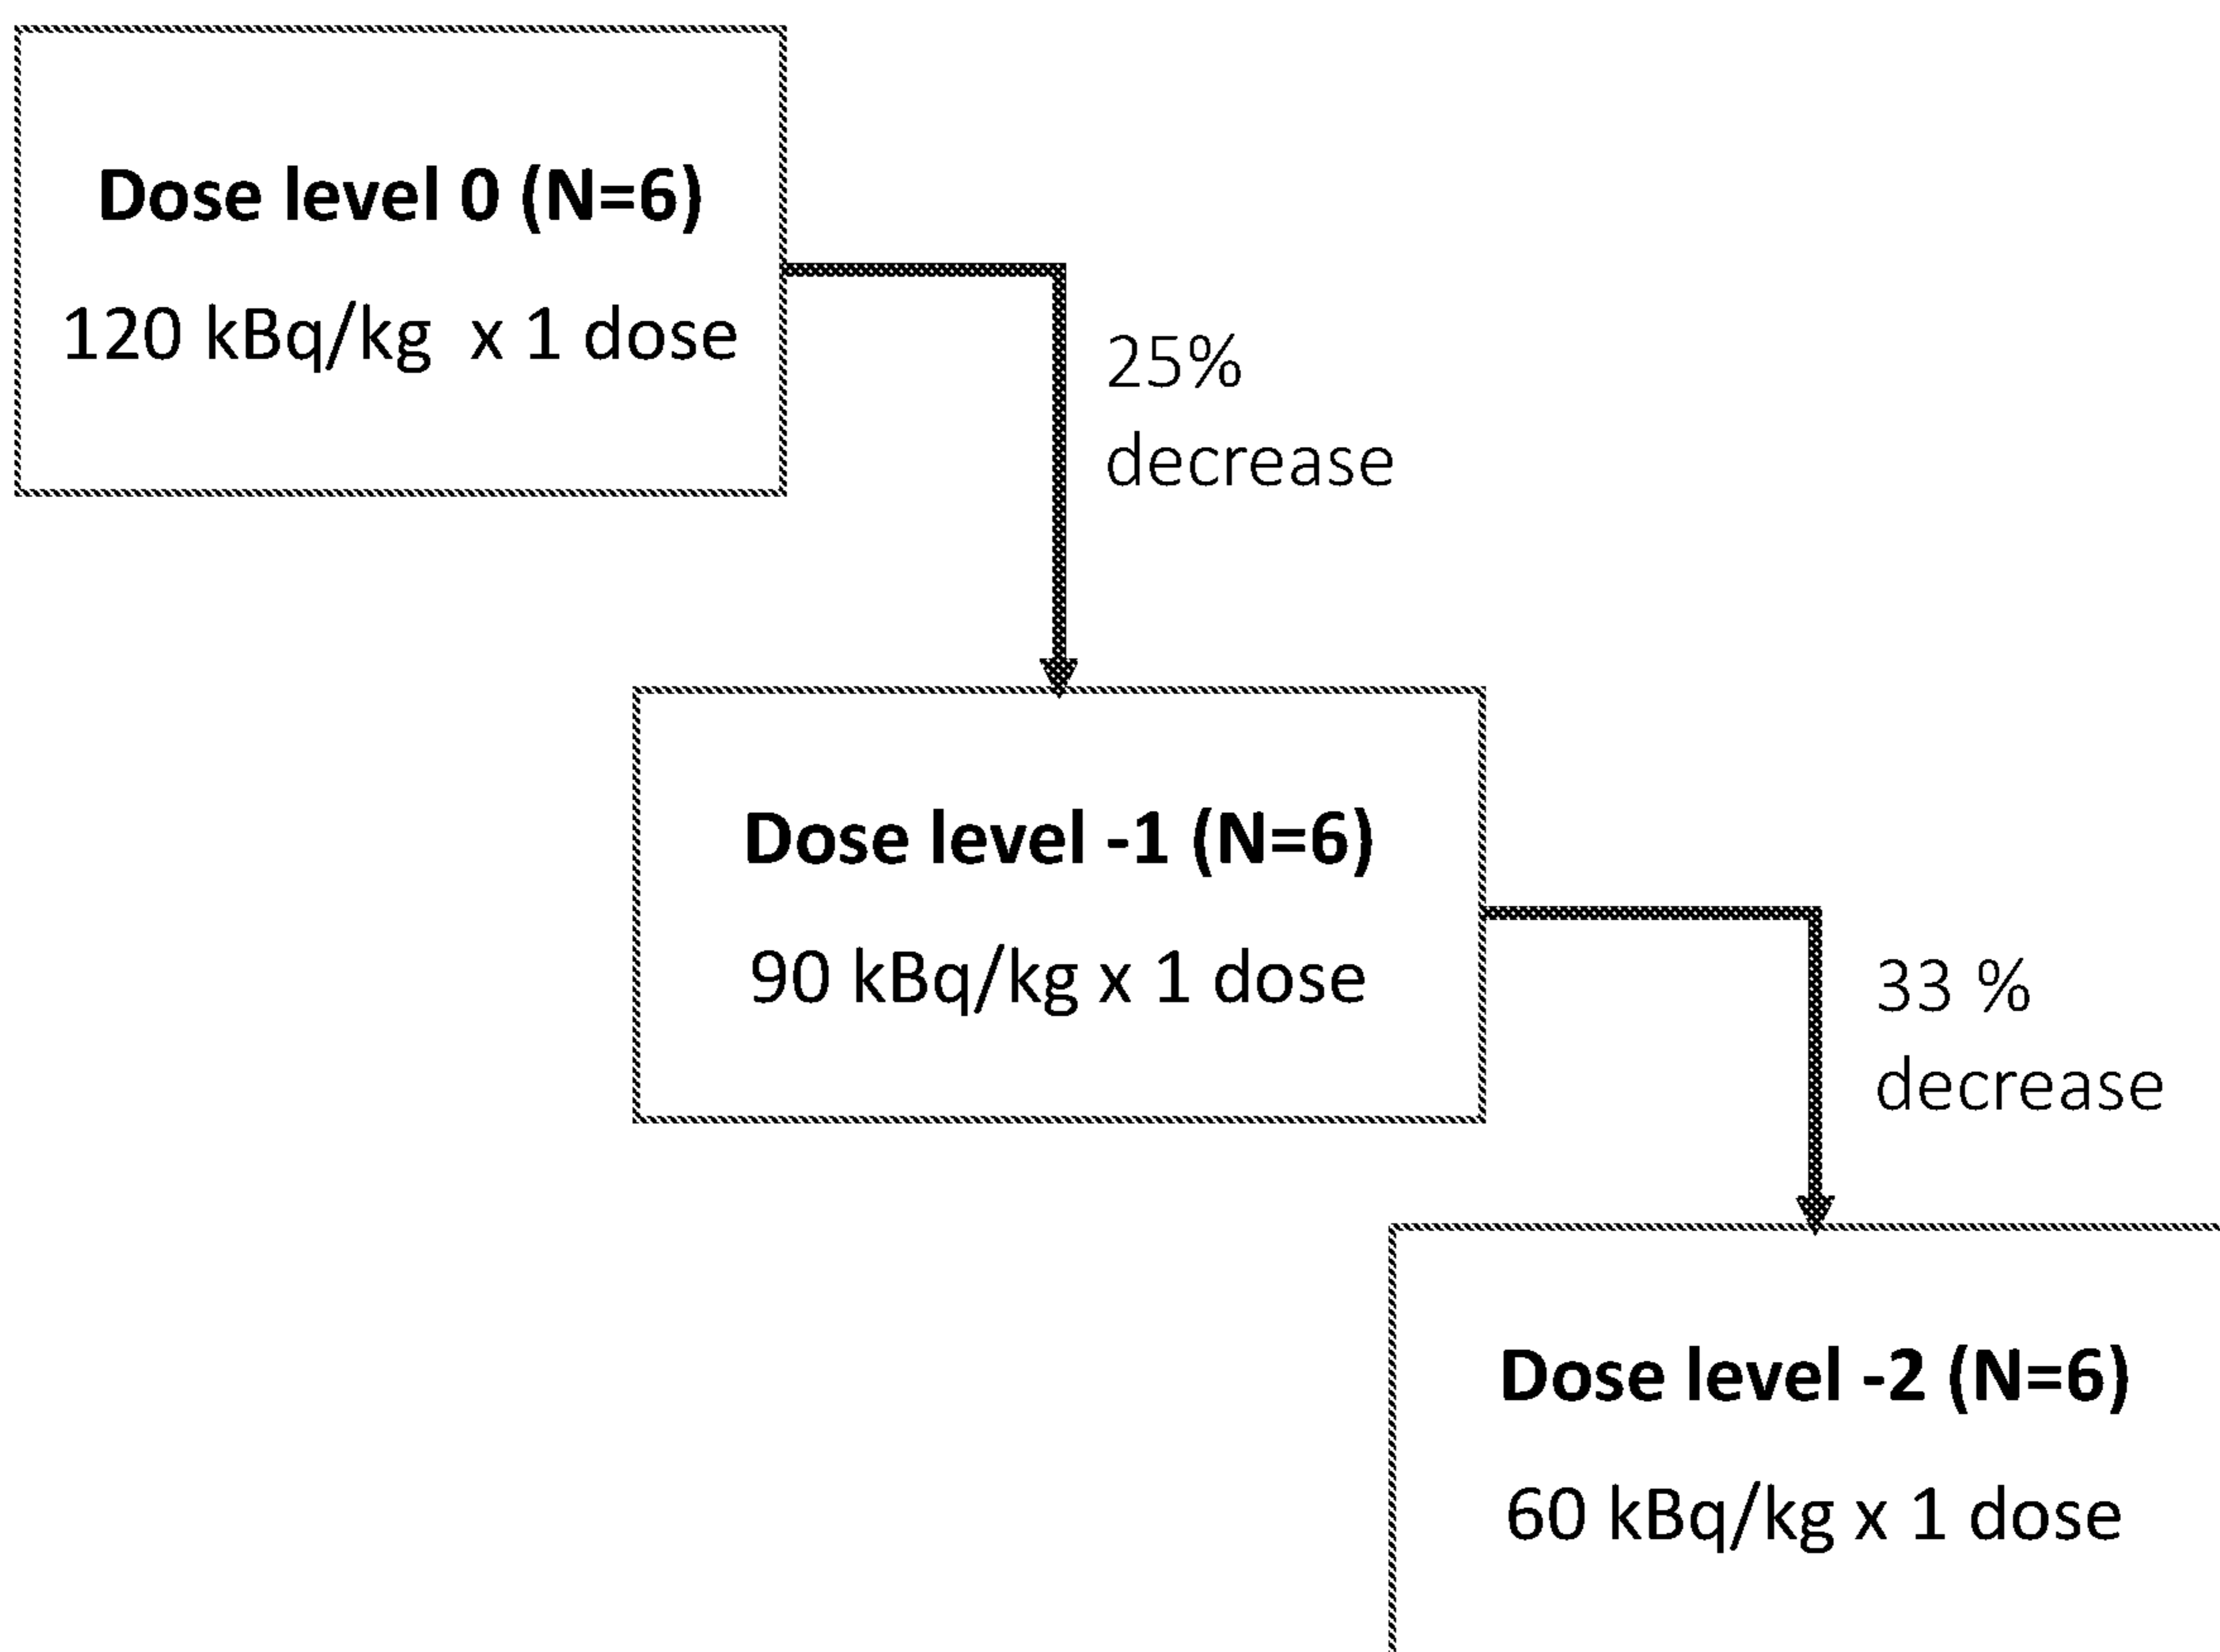 Dose level 0 (N=6)
120 kBq/kg x 1 dose
25%
decrease
Dose level -1 (N=6)
90 kBq/kg x 1 dose
33 %
decrease
Dose level -2 (N=6)
60 kBq/kg x 1 dose